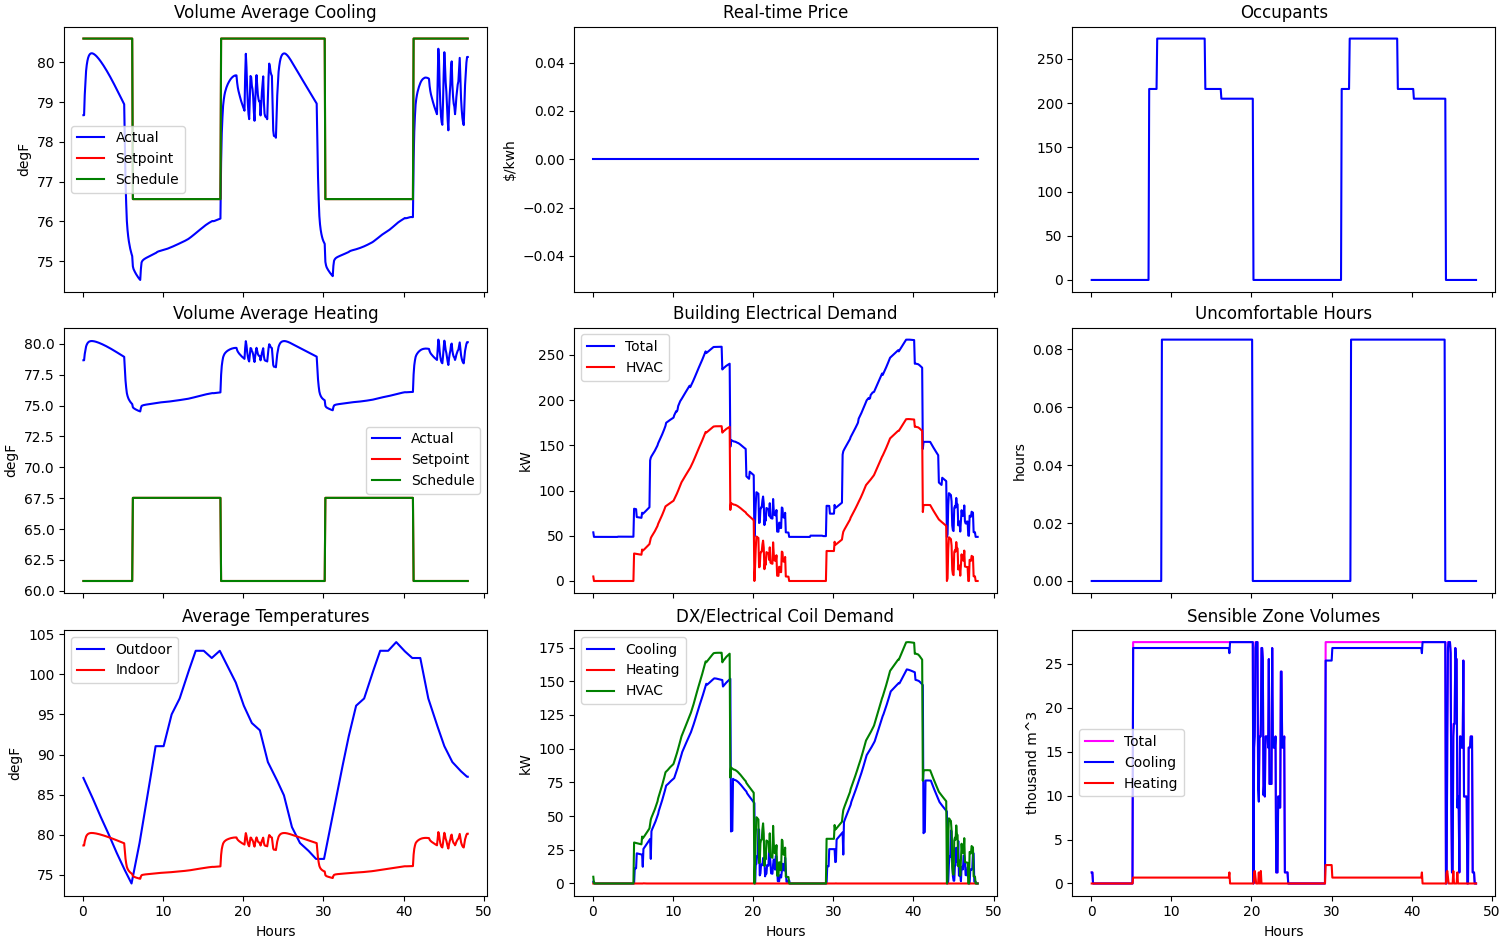 Volume Average Cooling
degF
80
79
78
77
76
75
Actual
Setpoint
Schedule
Real-time Price
$/kwh
0.04
0.02
0.00
−0.02
−0.04
Occupants
250
200
150
100
50
0
Volume Average Heating
degF
80.0
77.5
75.0
72.5
70.0
67.5
65.0
62.5
60.0
Actual
Setpoint
Schedule
Building Electrical Demand
kW
250
200
150
100
50
0
Total
HVAC
Uncomfortable Hours
hours
0.08
0.06
0.04
0.02
0.00
Average Temperatures
degF
105
100
95
90
85
80
75
Outdoor
Indoor
0 10 20 30 40 50
Hours
DX/Electrical Coil Demand
kW
175
150
125
100
75
50
25
0
Cooling
Heating
HVAC
0 10 20 30 40 50
Hours
Sensible Zone Volumes
thousand m^3
25
20
15
10
5
0
Total
Cooling
Heating
0 10 20 30 40 50
Hours